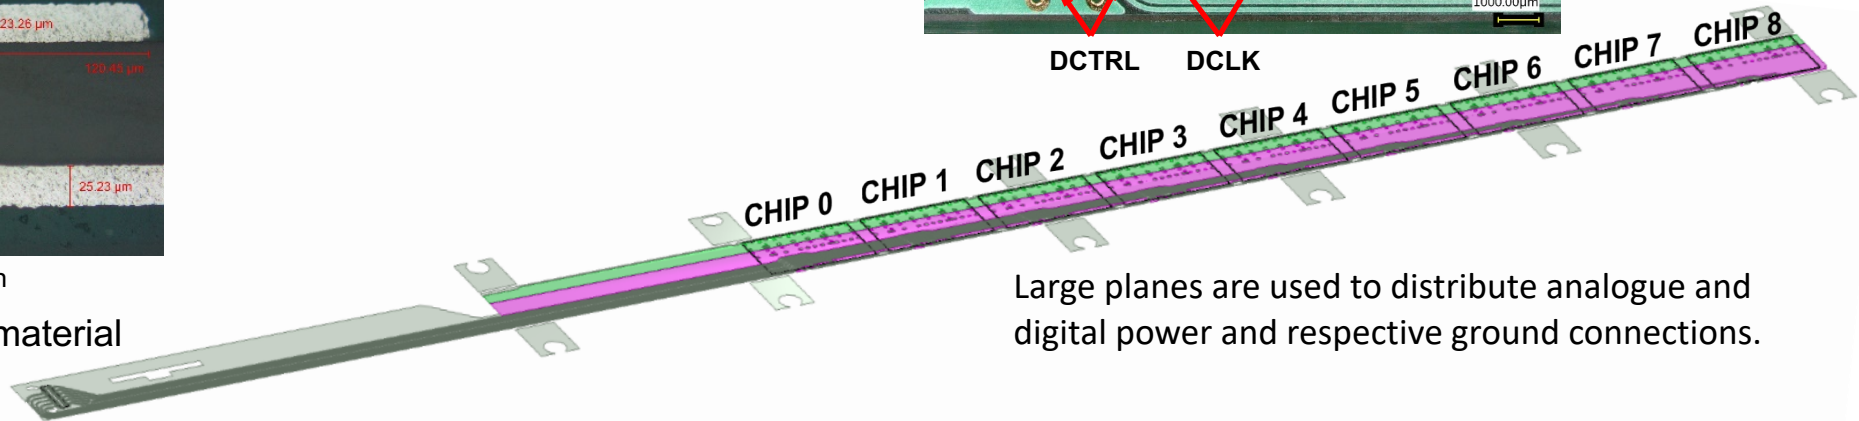 23.26 µm
120.48 µm
25.23 µm
material
1000.00µm
DCTRL
DCLK
CHIP 0
CHIP 1
CHIP 2
CHIP 3
CHIP 4
CHIP 5
CHIP 6
CHIP 7
CHIP 8
Large planes are used to distribute analogue and
digital power and respective ground connections.